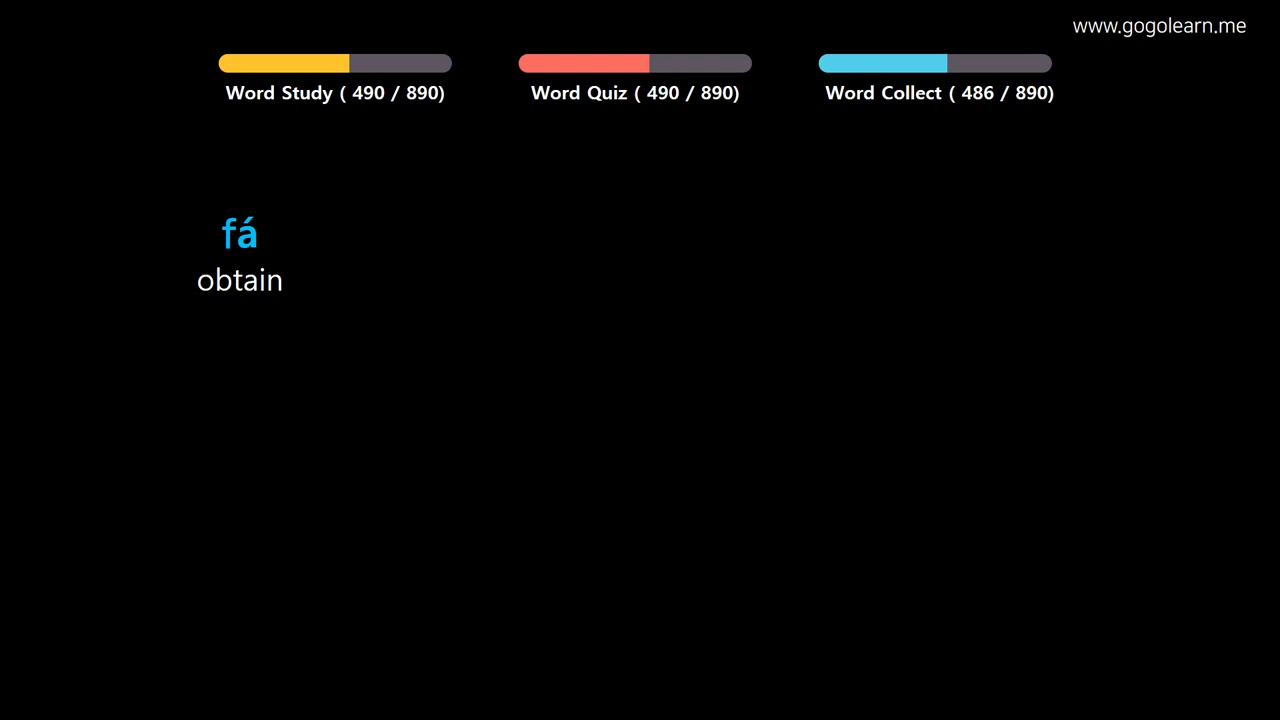 www.gogolearn.me
Word Study ( 490 / 890)
Word Quiz ( 490 / 890)
Word Collect ( 486 / 890)
fá
obtain